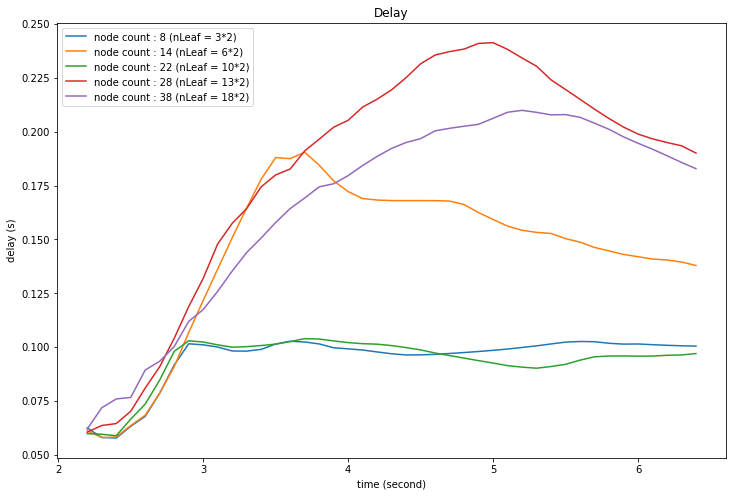 Delay
0.250
0.225
0.200
0.175
0.150
0.125
0.100
0.075
0.050
delay (s)
node count : 8 (nLeaf = 3*2)
node count : 14 (nLeaf = 6*2)
node count : 22 (nLeaf = 10*2)
node count : 28 (nLeaf = 13*2)
node count : 38 (nLeaf = 18*2)
2 3 4 5 6
time (second)